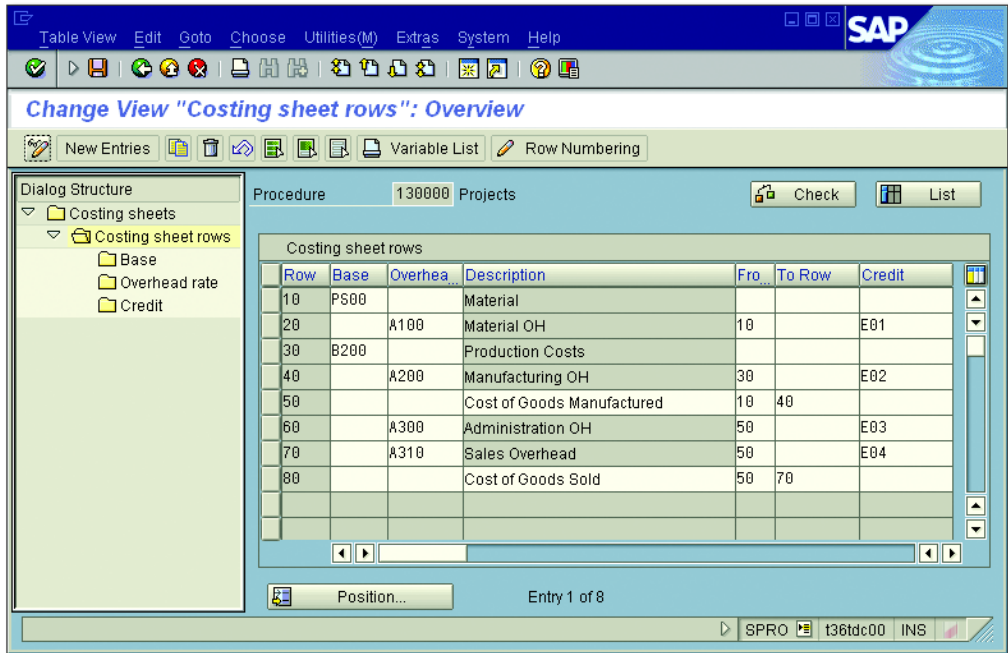 Table View Edit Goto Choose Utilities(M) Extras System Help
SAP
Change View "Costing sheet rows": Overview
New Entries Variable List Row Numbering
Dialog Structure
Costing sheets
Costing sheet rows
Base
Overhead rate
Credit
Procedure 130000 Projects Check List
Costing sheet rows
Row Base Overhea... Description Fro... To Row Credit
10 PS00 Material
20 A100 Material OH 10 E01
30 B200 Production Costs
40 A200 Manufacturing OH 30 E02
50 Cost of Goods Manufactured 10 40
60 A300 Administration OH 50 E03
70 A310 Sales Overhead 50 E04
80 Cost of Goods Sold 50 70
Position... Entry 1 of 8
SPRO t36tdc00 INS